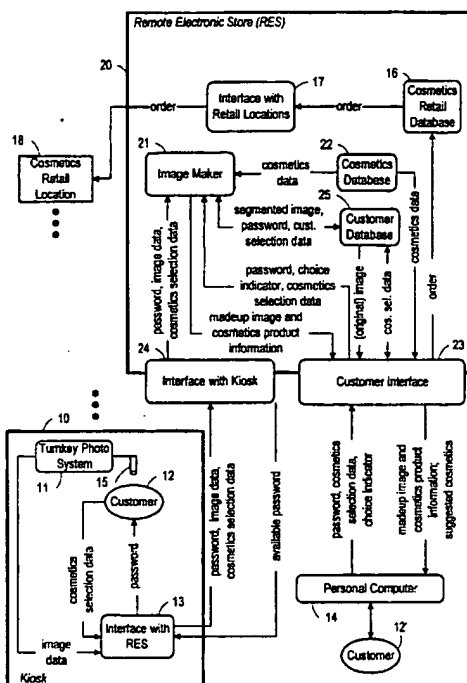 Remote Electronic Store (RES)
20
17
16
order
Interface with
Retail Locations
order
Cosmetics
Retail
Database
18
Cosmetics
Retail
Location
21
Image Maker
cosmetics
data
22
Cosmetics
Database
25
Customer
Database
segmented image,
password, cust.
selection data
password, image data,
cosmetics selection data
password, choice
indicator, cosmetics
selection data
madeup image and
cosmetics product
information
(original) image
cos. sel. data
cosmetics data
order
24
Interface with Kiosk
23
Customer Interface
10
Turnkey Photo
System
11
15
12
Customer
cosmetics
selection data
password
13
Interface with
RES
image
data
Kiosk
password, image data,
cosmetics selection data
available password
password, cosmetics
selection data,
choice indicator
madeup image and
cosmetics product
information;
suggested cosmetics
Personal Computer
14
12'
Customer